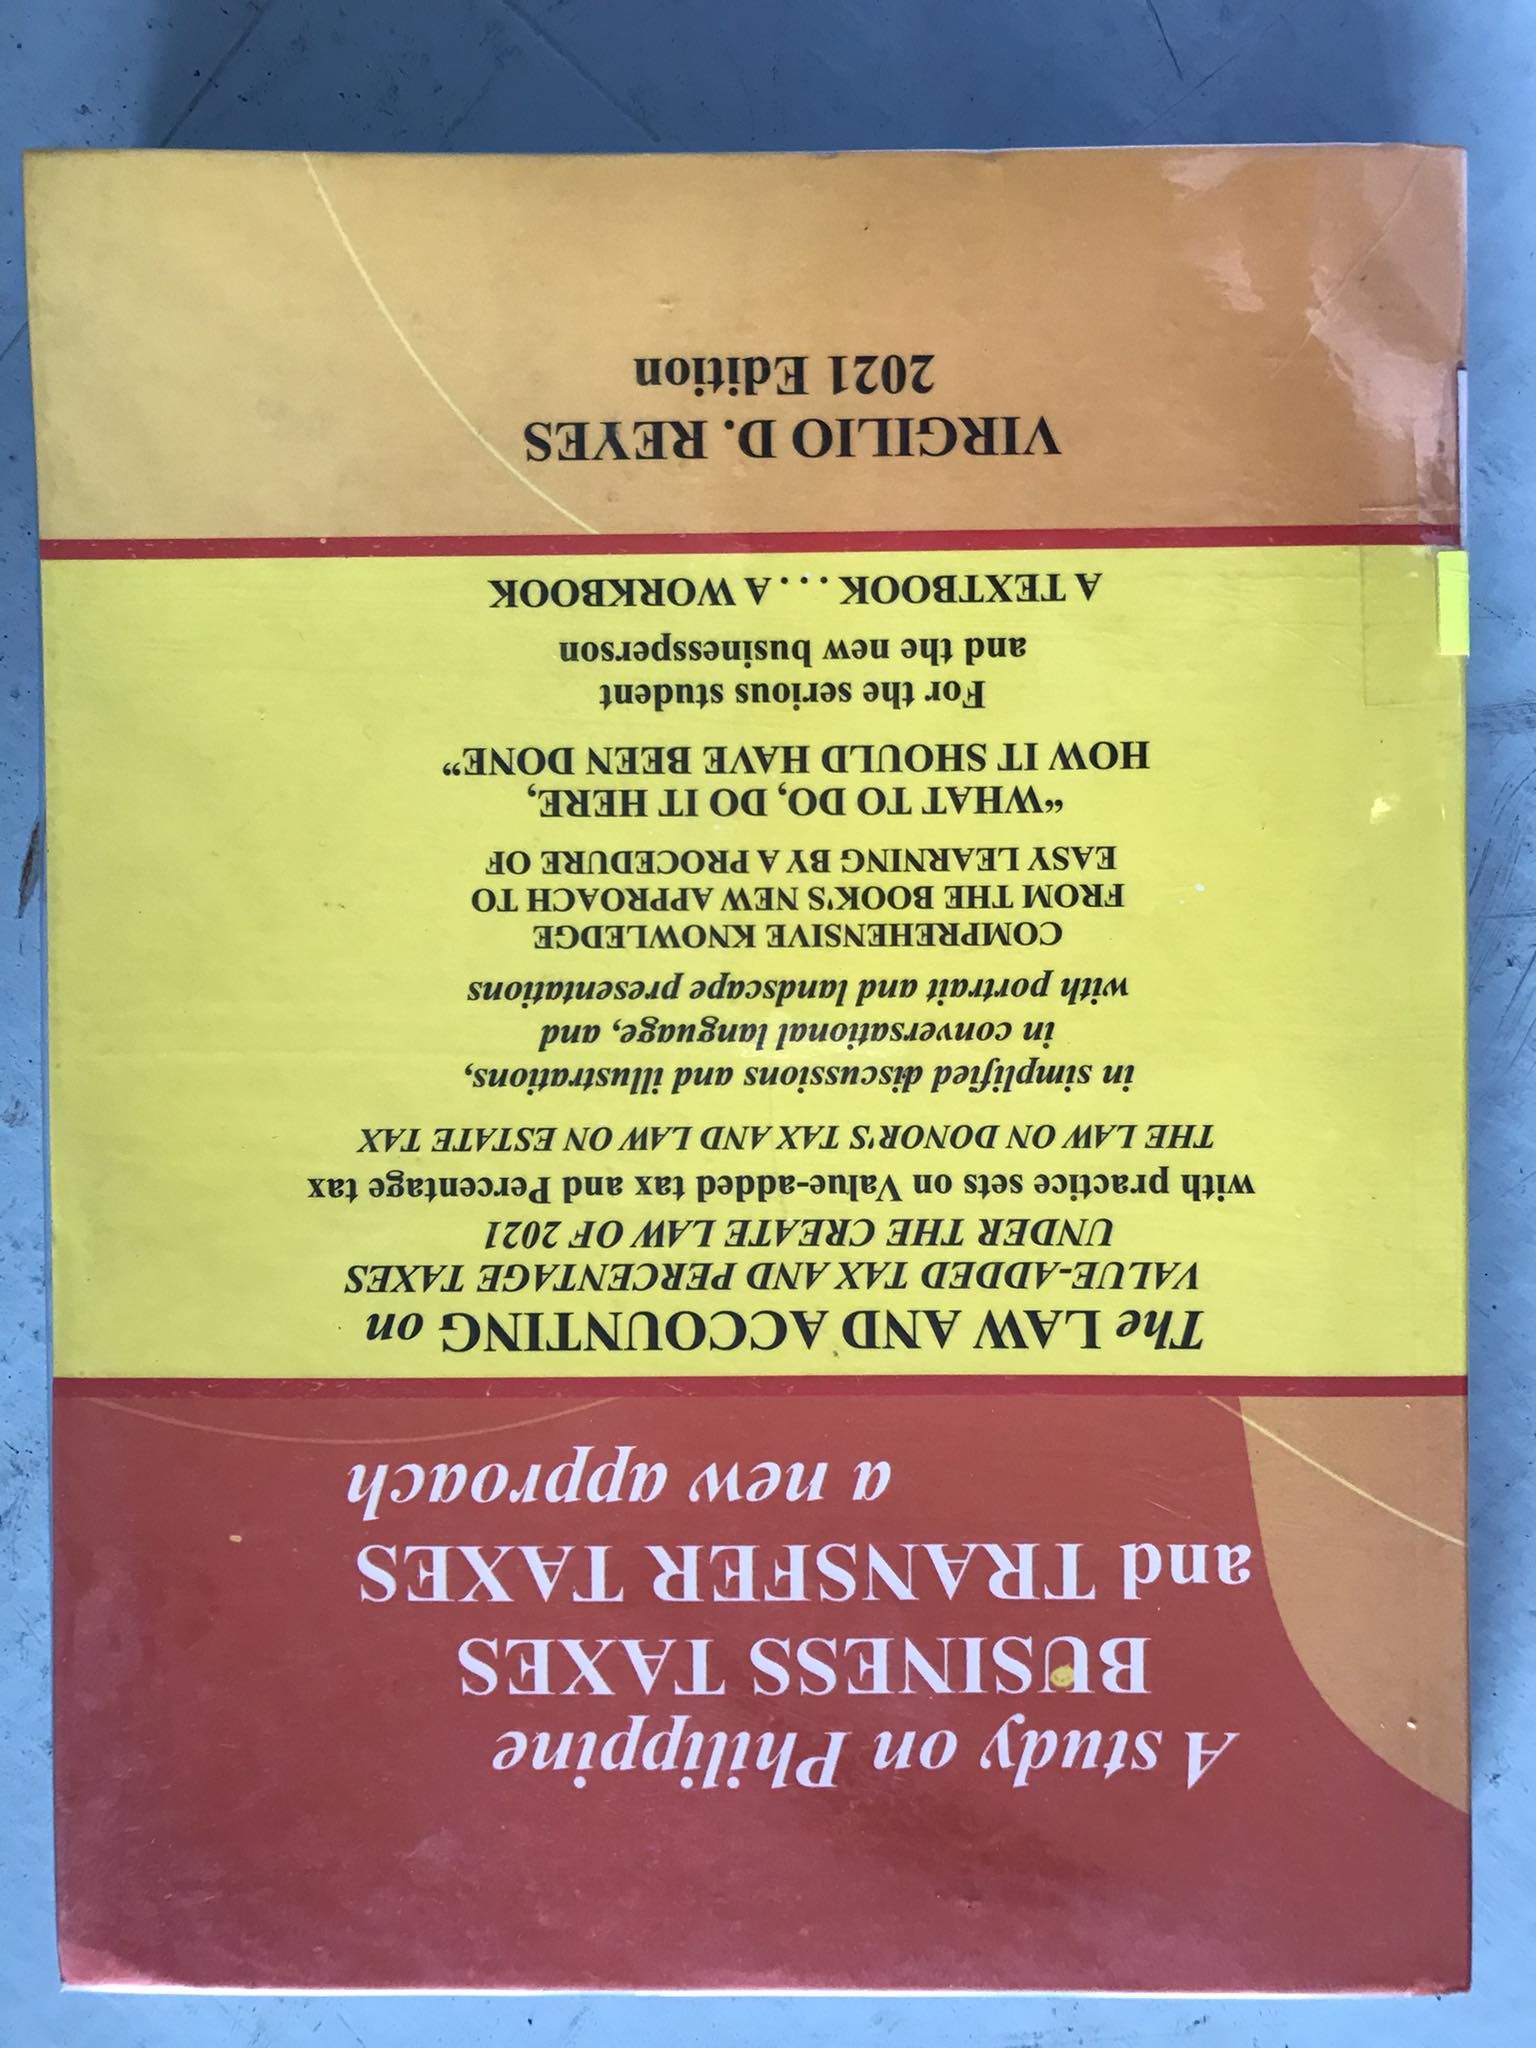 A study on Philippine
BUSINESS TAXES
and TRANSFER TAXES
a new approach
The LAW AND ACCOUNTING on
VALUE-ADDED TAX AND PERCENTAGE TAXES
UNDER THE CREATE LAW OF 2021
with practice sets on Value-added tax and Percentage tax
THE LAW ON DONOR'S TAX AND LAW ON ESTATE TAX
in simplified discussions and illustrations,
in conversational language, and
with portrait and landscape presentations
COMPREHENSIVE KNOWLEDGE
FROM THE BOOK'S NEW APPROACH TO
EASY LEARNING BY A PROCEDURE OF
“WHAT TO DO, DO IT HERE,
HOW IT SHOULD HAVE BEEN DONE”
For the serious student
and the new businessperson
A TEXTBOOK . . . A WORKBOOK
VIRGILIO D. REYES
2021 Edition